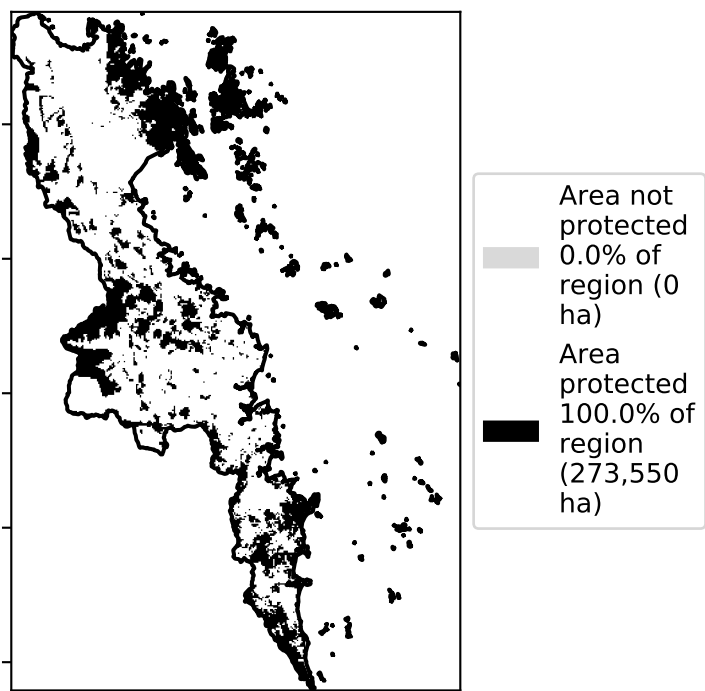 Area not
protected
0.0% of
region (0
ha)
Area
protected
100.0% of
region
(273,550
ha)